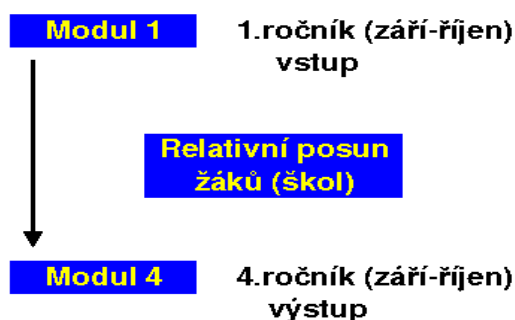 Modul 1
1.ročník (září-říjen)
vstup
Relativní posun
žáků (škol)
Modul 4
4.ročník (září-říjen)
výstup